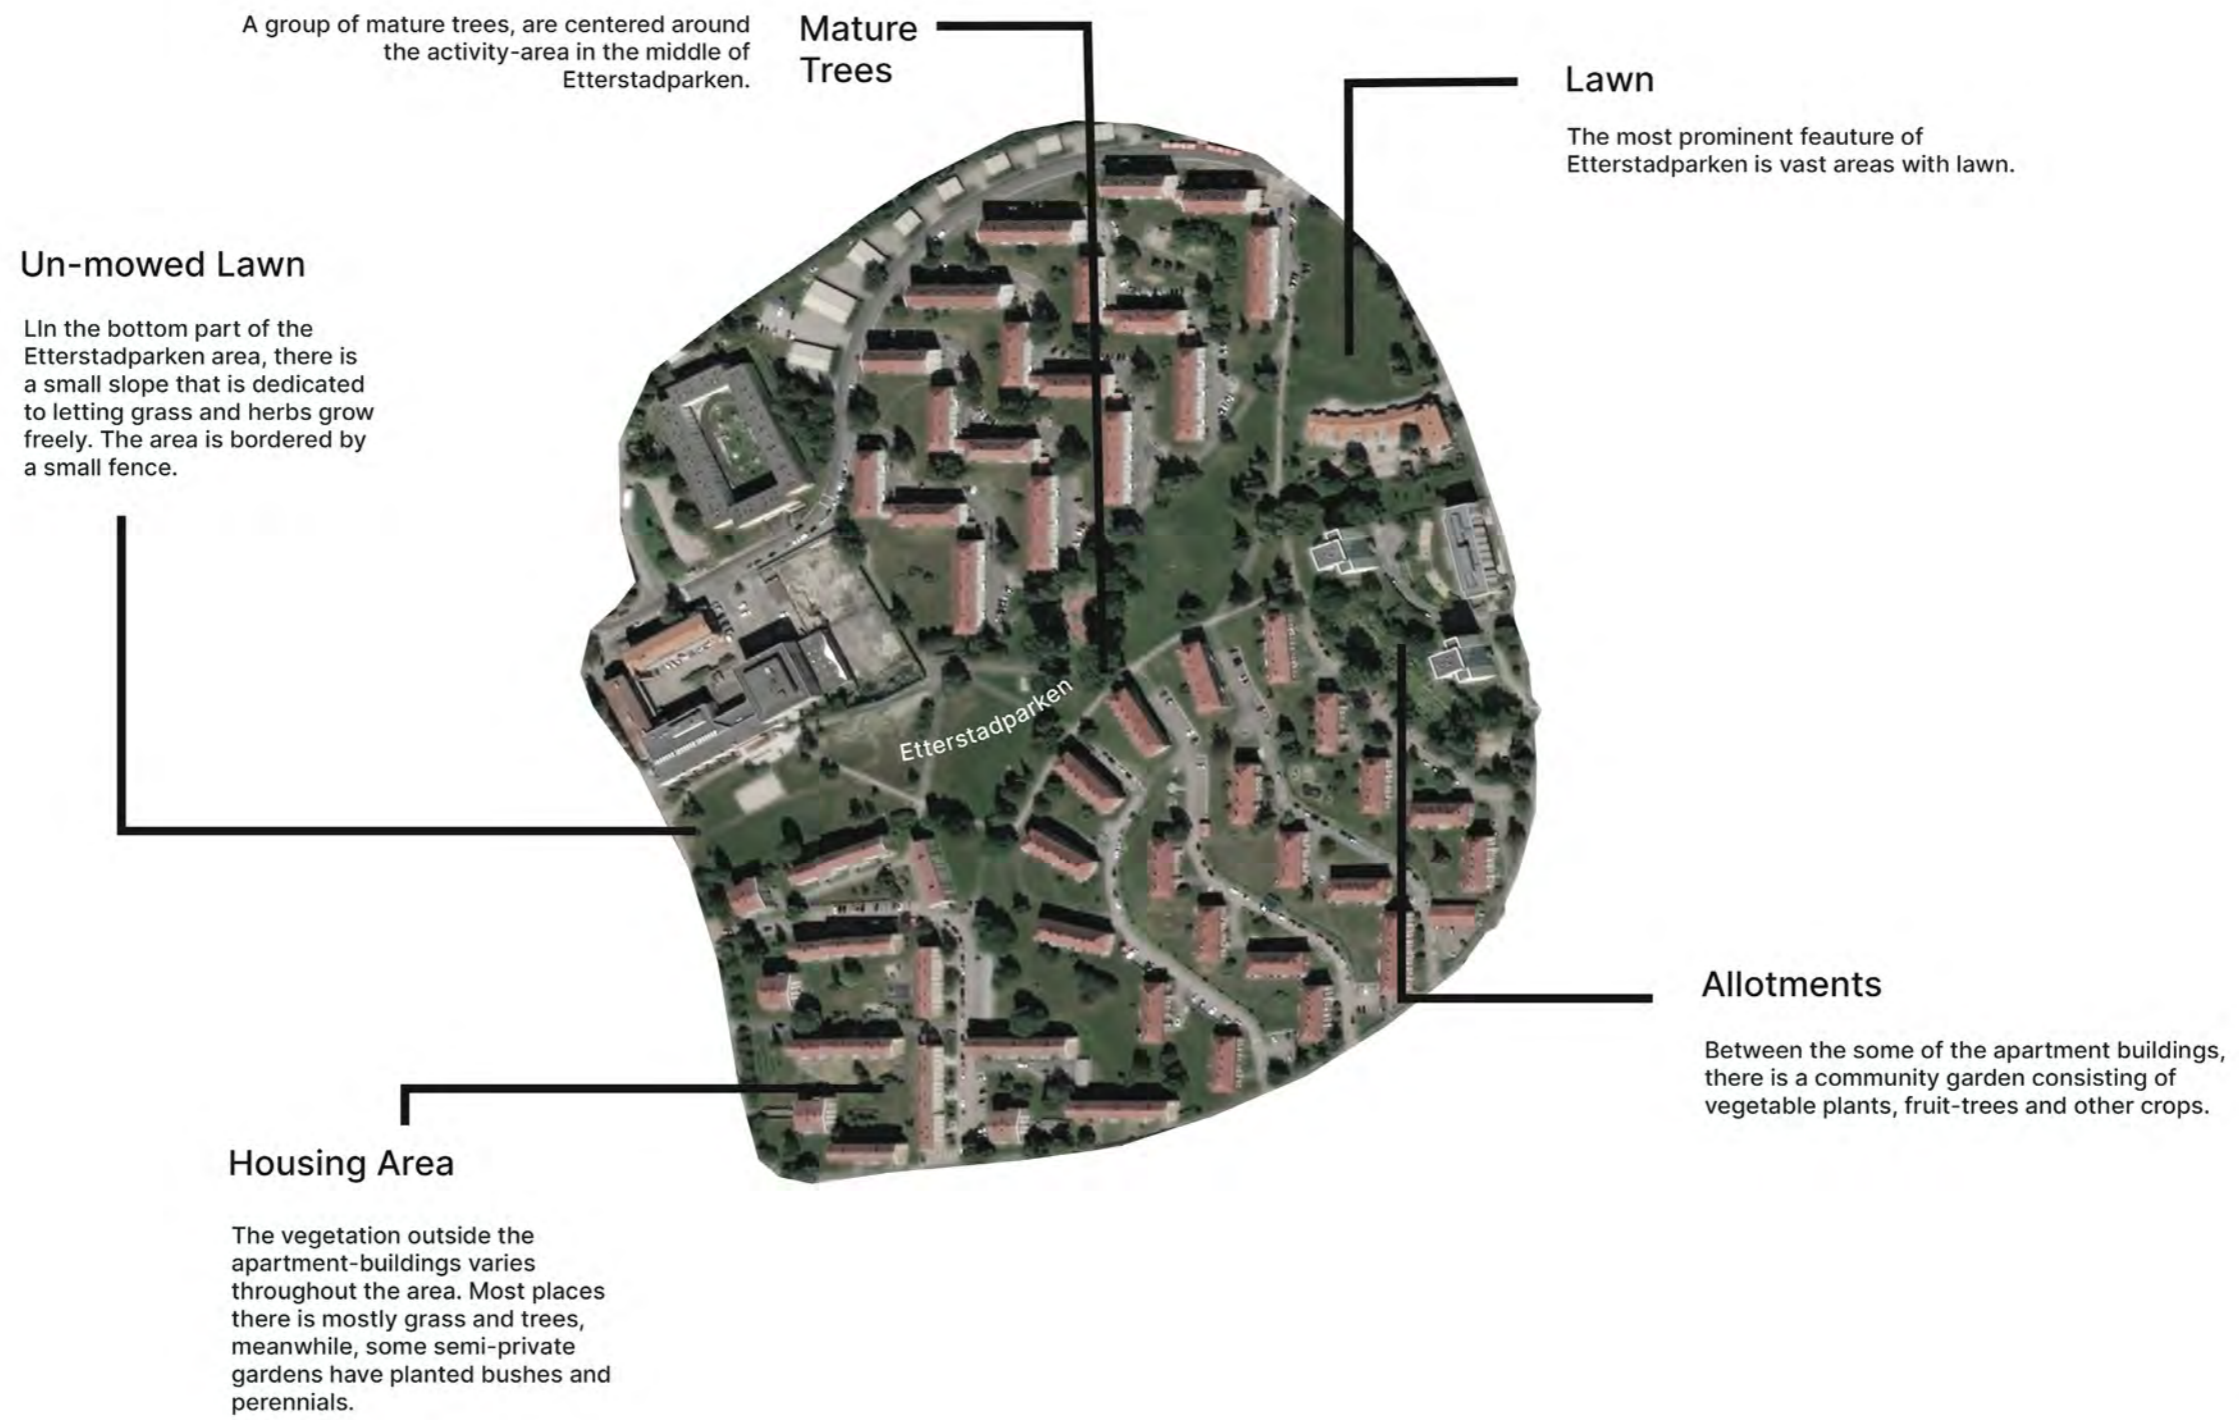 A group of mature trees, are centered around
the activity-area in the middle of
Etterstadparken.
Mature
Trees
Lawn
The most prominent feauture of
Etterstadparken is vast areas with lawn.
Un-mowed Lawn
LIn the bottom part of the
Etterstadparken area, there is
a small slope that is dedicated
to letting grass and herbs grow
freely. The area is bordered by
a small fence.
Etterstadparken
Allotments
Between the some of the apartment buildings,
there is a community garden consisting of
vegetable plants, fruit-trees and other crops.
Housing Area
The vegetation outside the
apartment-buildings varies
throughout the area. Most places
there is mostly grass and trees,
meanwhile, some semi-private
gardens have planted bushes and
perennials.